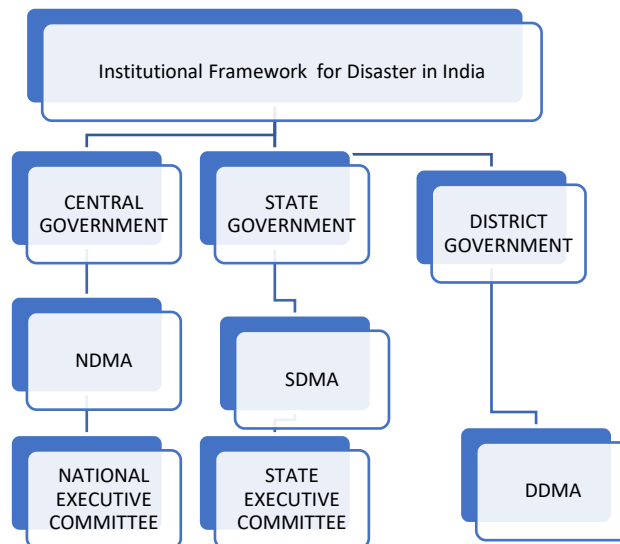 Institutional Framework for Disaster in India
CENTRAL
GOVERNMENT
STATE
GOVERNMENT
DISTRICT
GOVERNMENT
NDMA
SDMA
NATIONAL
EXECUTIVE
COMMITTEE
STATE
EXECUTIVE
COMMITTEE
DDMA